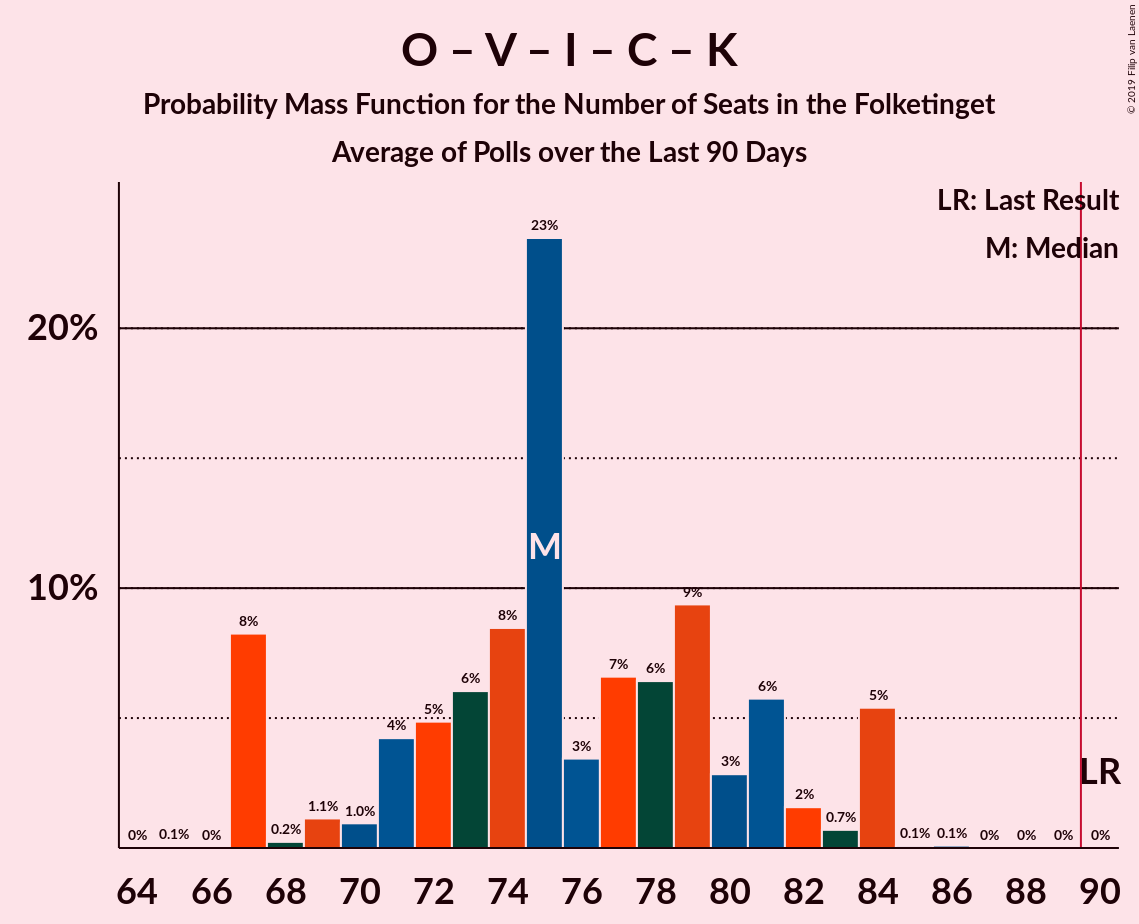 O – V – I – C – K
Probability Mass Function for the Number of Seats in the Folketinget
Average of Polls over the Last 90 Days
© 2019 Filip van Laenen
LR: Last Result
M: Median
20%
10%
0% 0.1% 0% 8% 0.2% 1.1% 1.0% 4% 5% 6% 8% 23% 3% 7% 6% 9% 3% 6% 2% 0.7% 5% 0.1% 0.1% 0% 0% 0% 0%
M
LR
64 66 68 70 72 74 76 78 80 82 84 86 88 90